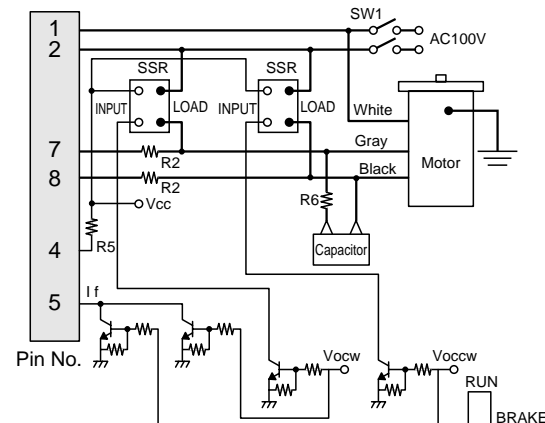 SW1
1
AC100V
2
SSR SSR
INPUT LOAD INPUT LOAD
White
7 Gray
R2
8 Black Motor
R2
Vcc R6
R5 Capacitor
4
5 If
Vocw Voccw
Pin No.
RUN
BRAKE